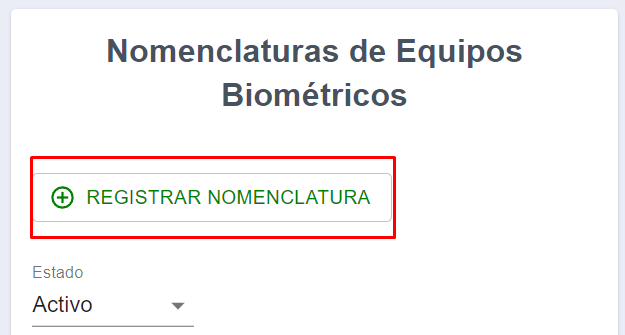 Nomenclaturas de Equipos
Biométricos
REGISTRAR NOMENCLATURA
Estado
Activo